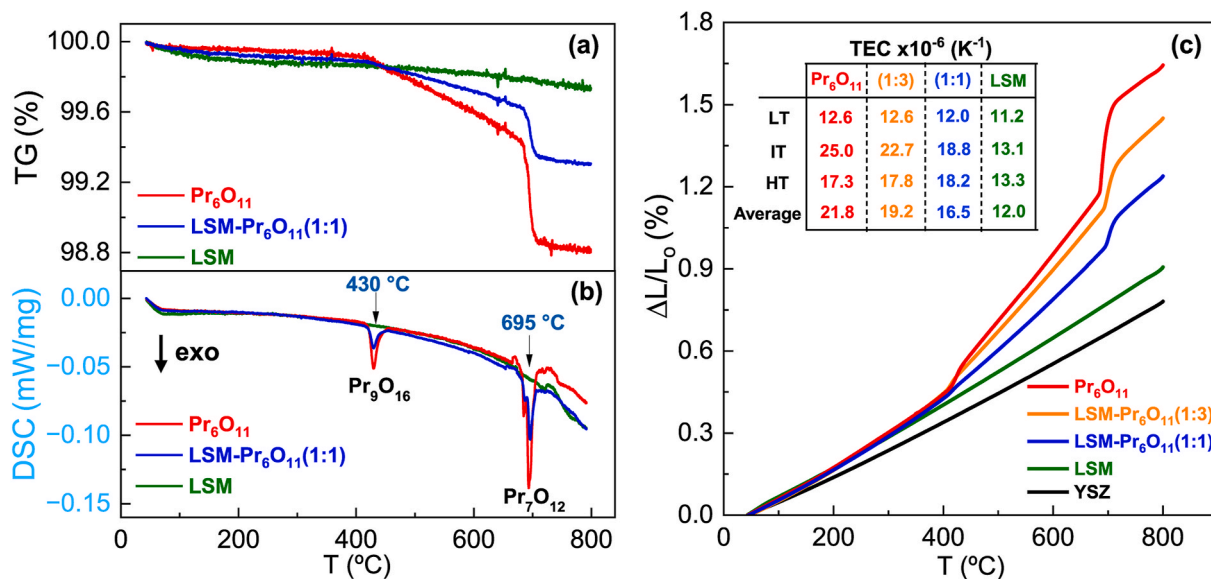 100.0
99.6
99.2
98.8
TG (%)
(a)
Pr₆O₁₁
LSM-Pr₆O₁₁(1:1)
LSM
0.00
−0.05
−0.10
−0.15
DSC (mW/mg)
(b)
430 °C
695 °C
exo
Pr₉O₁₆
Pr₇O₁₂
Pr₆O₁₁
LSM-Pr₆O₁₁(1:1)
LSM
0 200 400 600 800
T (ºC)
1.8
1.5
1.2
0.9
0.6
0.3
0.0
ΔL/Lo (%)
(c)
TEC x10⁻⁶ (K⁻¹)
Pr₆O₁₁ (1:3) (1:1) LSM
LT 12.6 12.6 12.0 11.2
IT 25.0 22.7 18.8 13.1
HT 17.3 17.8 18.2 13.3
Average 21.8 19.2 16.5 12.0
Pr₆O₁₁
LSM-Pr₆O₁₁(1:3)
LSM-Pr₆O₁₁(1:1)
LSM
YSZ
0 200 400 600 800
T (ºC)